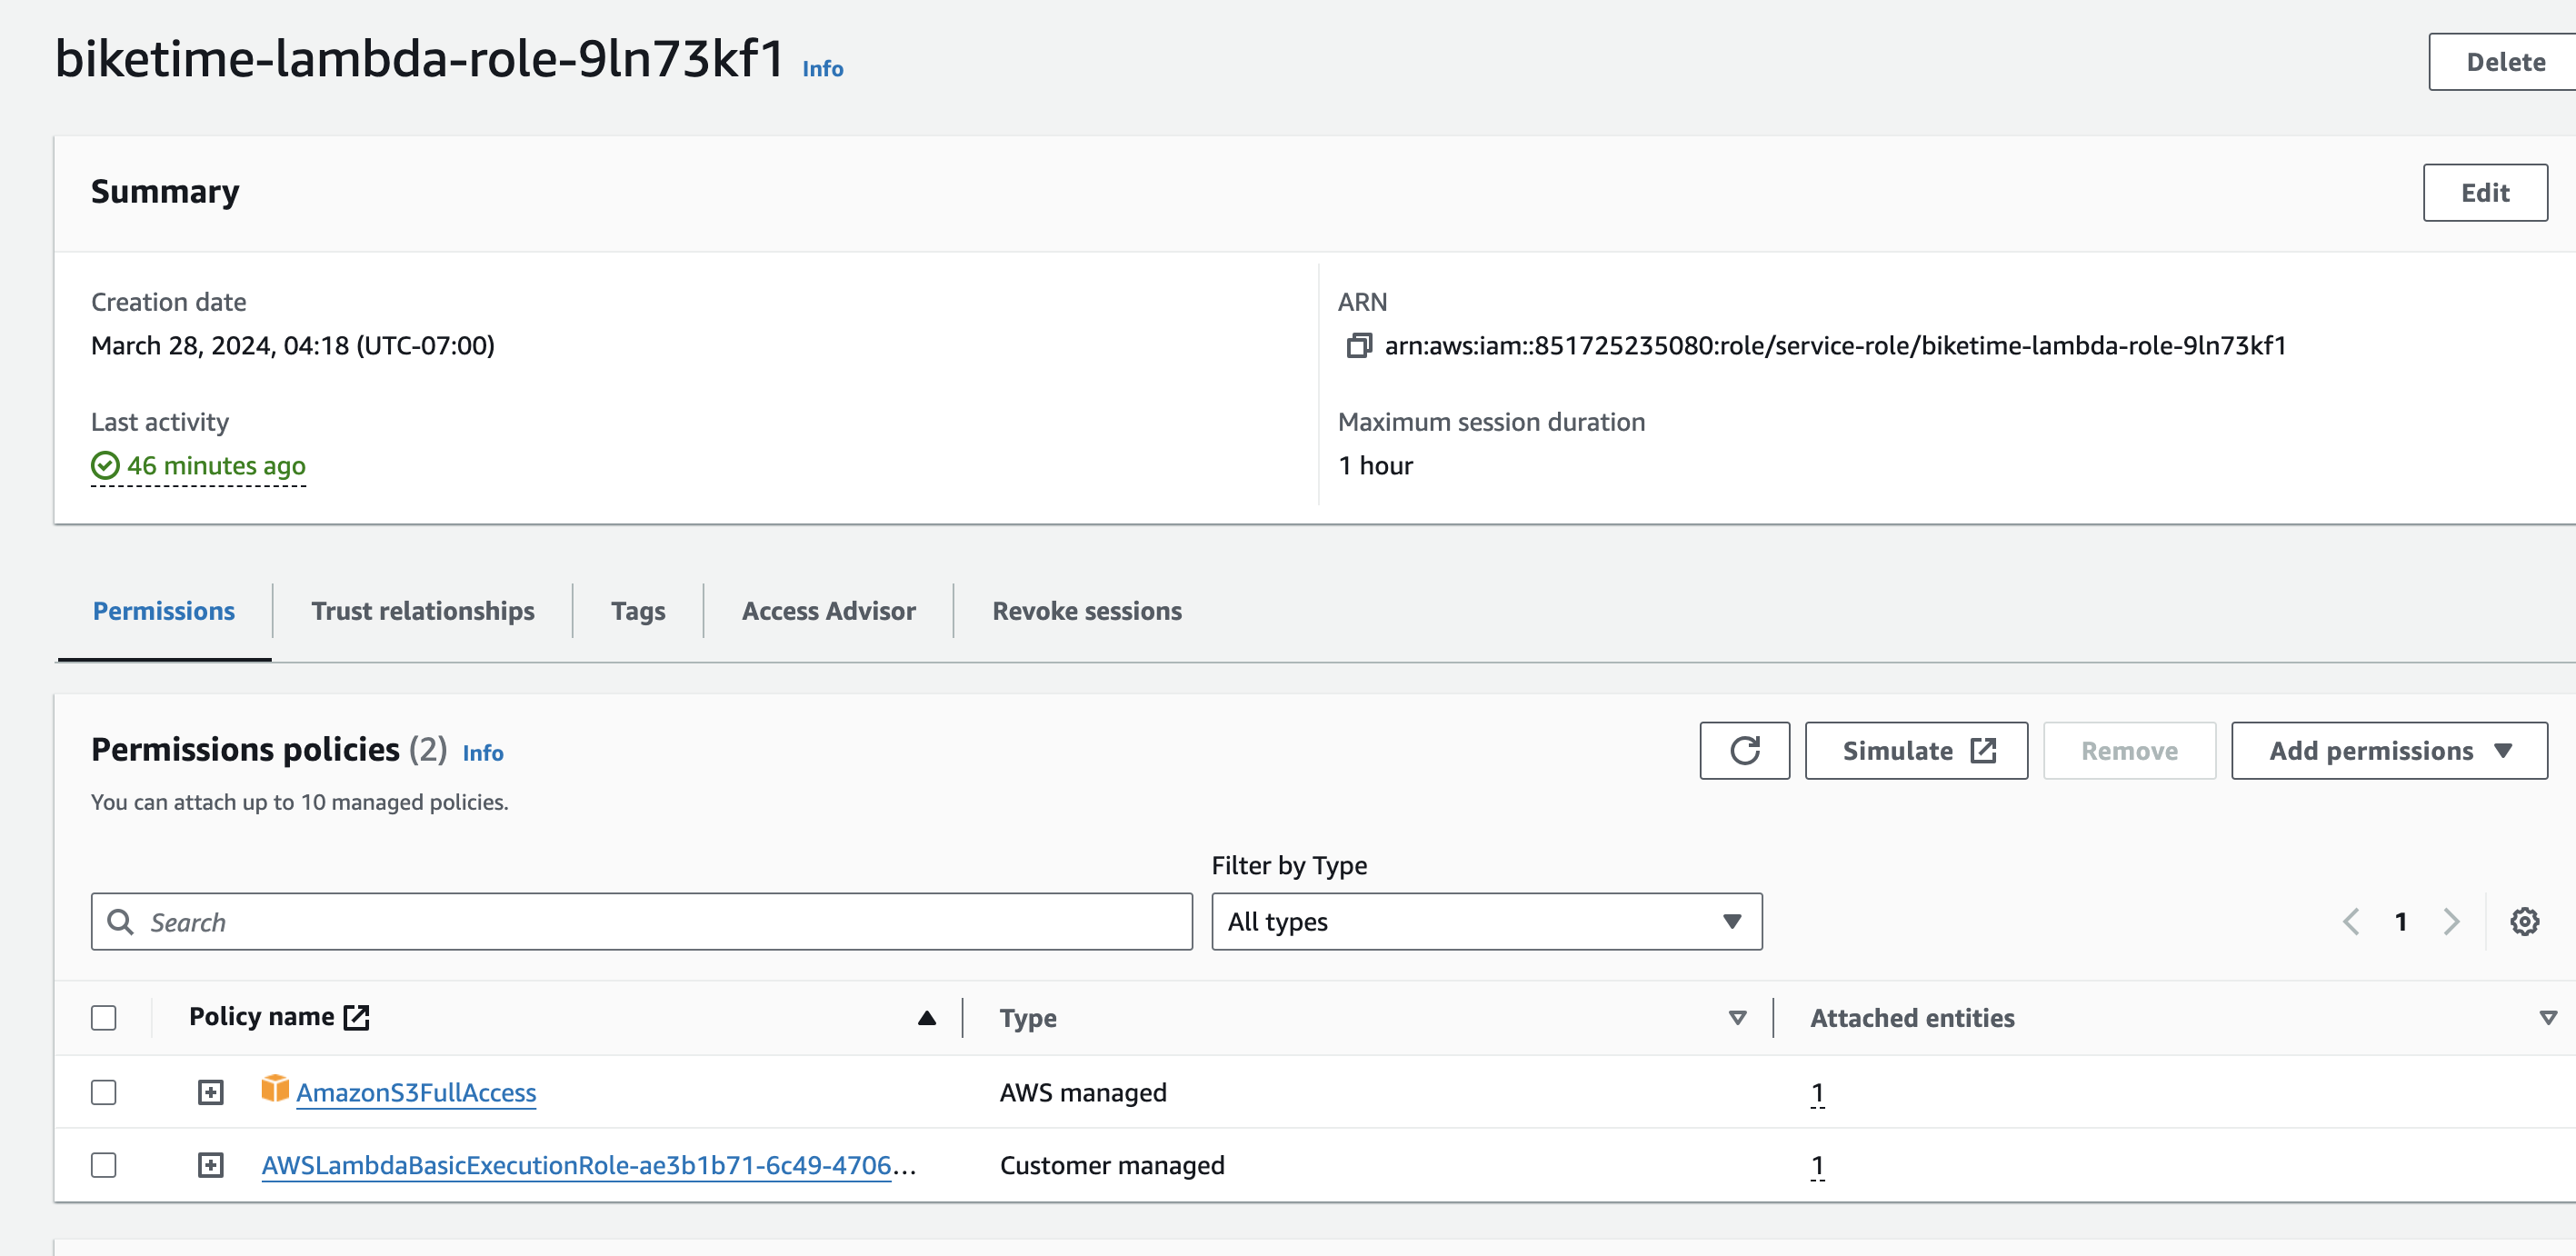 biketime-lambda-role-9ln73kf1 Info
Delete
Summary
Edit
Creation date
March 28, 2024, 04:18 (UTC-07:00)
ARN
arn:aws:iam::851725235080:role/service-role/biketime-lambda-role-9ln73kf1
Last activity
46 minutes ago
Maximum session duration
1 hour
Permissions
Trust relationships
Tags
Access Advisor
Revoke sessions
Permissions policies (2) Info
You can attach up to 10 managed policies.
Simulate
Remove
Add permissions
Filter by Type
Search
All types
1
Policy name
Type
Attached entities
AmazonS3FullAccess
AWS managed
1
AWSLambdaBasicExecutionRole-ae3b1b71-6c49-4706...
Customer managed
1